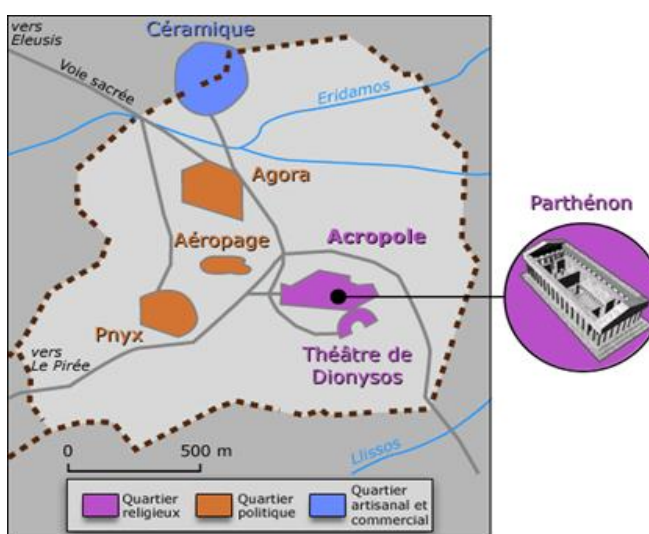 vers
Eleusis
Céramique
Voie sacrée
Eridamos
Agora
Parthénon
Aéropage
Acropole
Pnyx
Théâtre de
Dionysos
vers
Le Pirée
0 500 m
Llissos
Quartier
religieux
Quartier
politique
Quartier
artisanal et
commercial